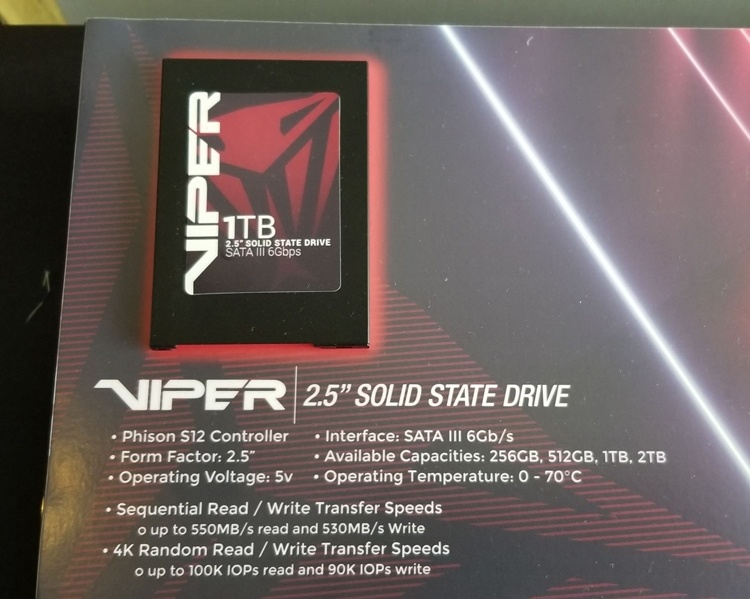 VIPER
1TB
2.5" SOLID STATE DRIVE
SATA III 6Gbps
VIPER | 2.5” SOLID STATE DRIVE
• Phison S12 Controller
• Form Factor: 2.5”
• Operating Voltage: 5v
• Interface: SATA III 6Gb/s
• Available Capacities: 256GB, 512GB, 1TB, 2TB
• Operating Temperature: 0 - 70°C
• Sequential Read / Write Transfer Speeds
o up to 550MB/s read and 530MB/s Write
• 4K Random Read / Write Transfer Speeds
o up to 100K IOPs read and 90K IOPs write